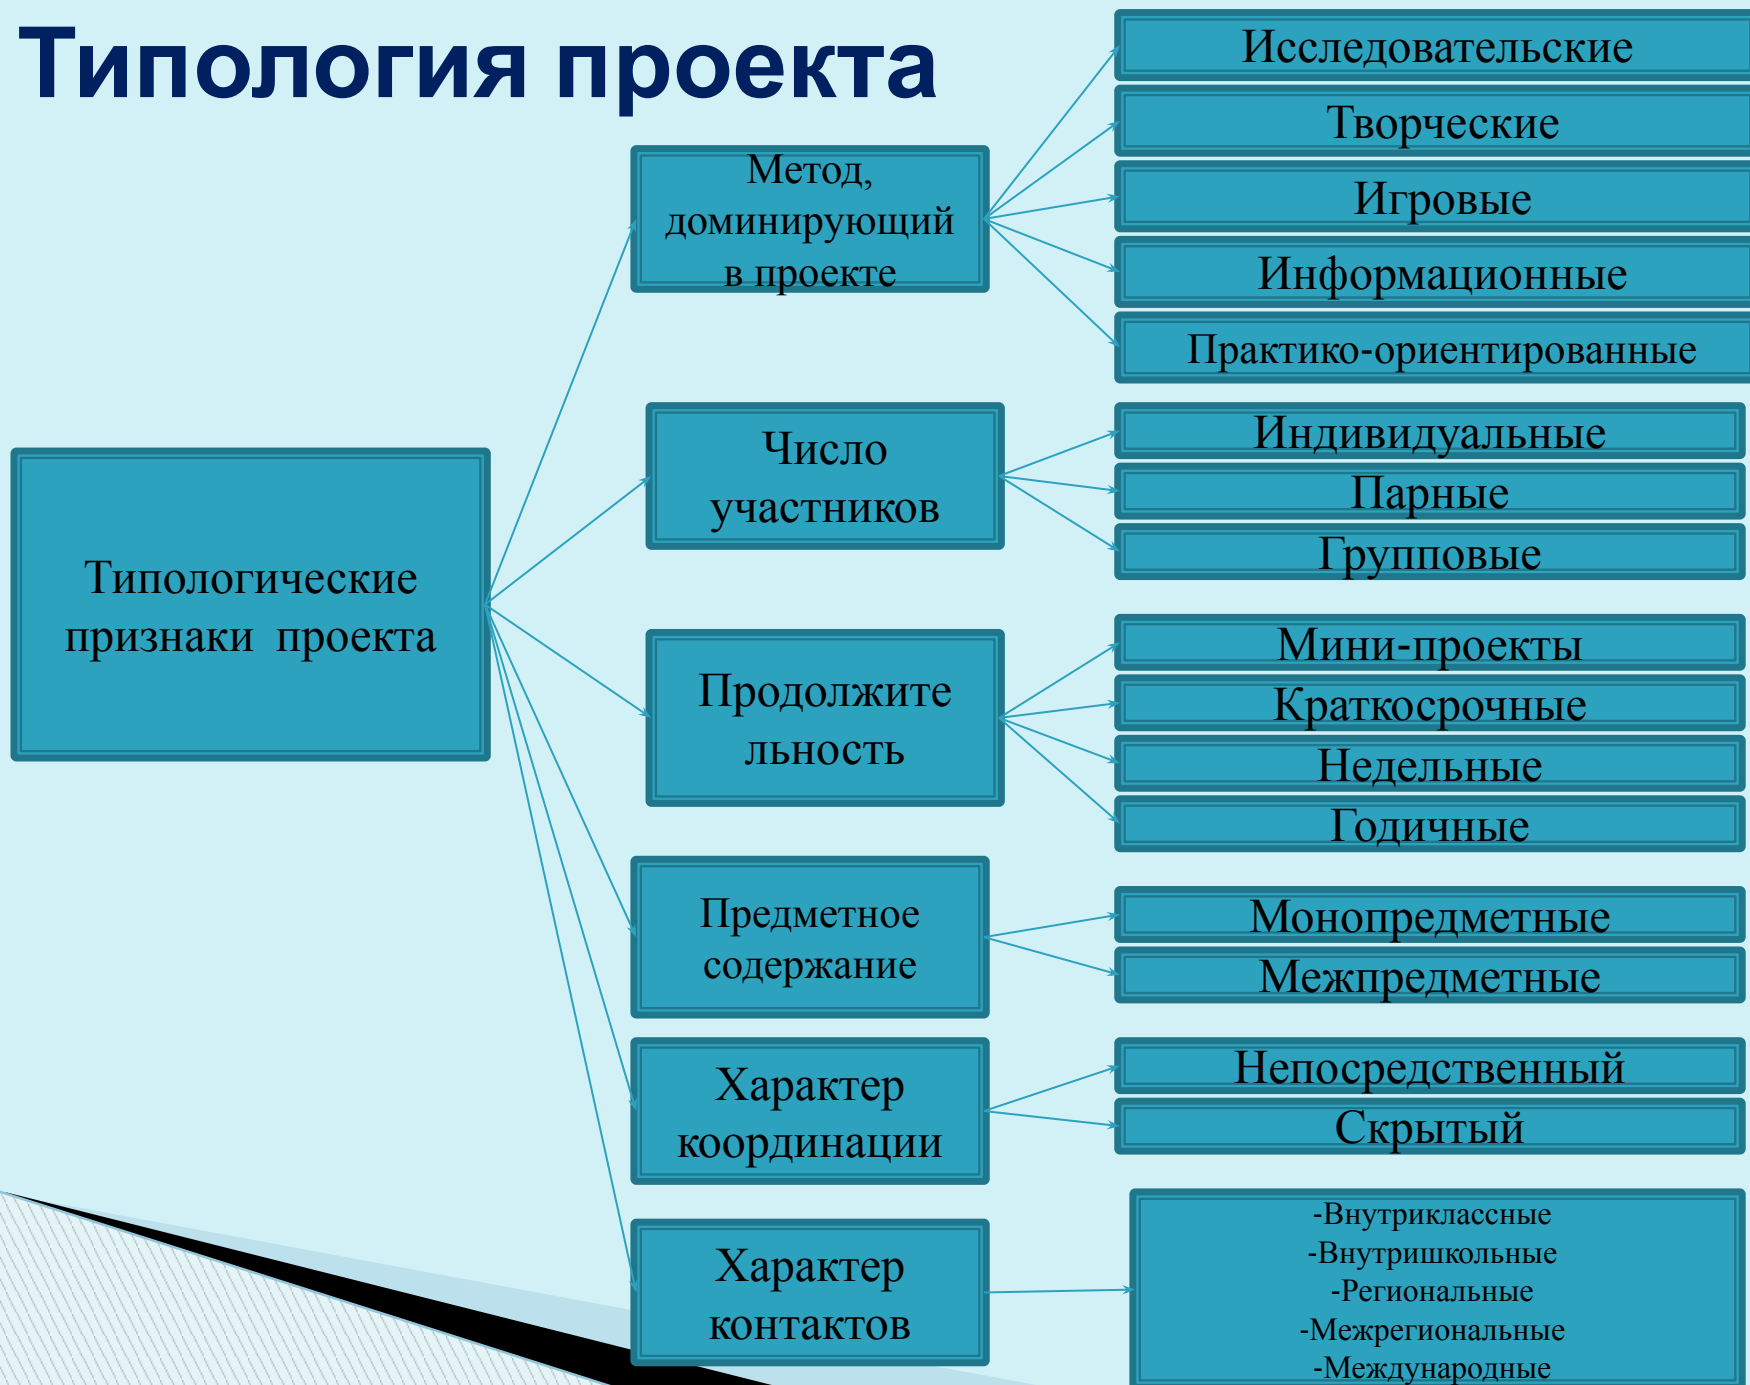 Типология проекта
Типологические
признаки проекта
Метод,
доминирующий
в проекте
Исследовательские
Творческие
Игровые
Информационные
Практико-ориентированные
Число
участников
Индивидуальные
Парные
Групповые
Продолжите
льность
Мини-проекты
Краткосрочные
Недельные
Годичные
Предметное
содержание
Монопредметные
Межпредметные
Характер
координации
Непосредственный
Скрытый
Характер
контактов
-Внутриклассные
-Внутришкольные
-Региональные
-Межрегиональные
-Международные